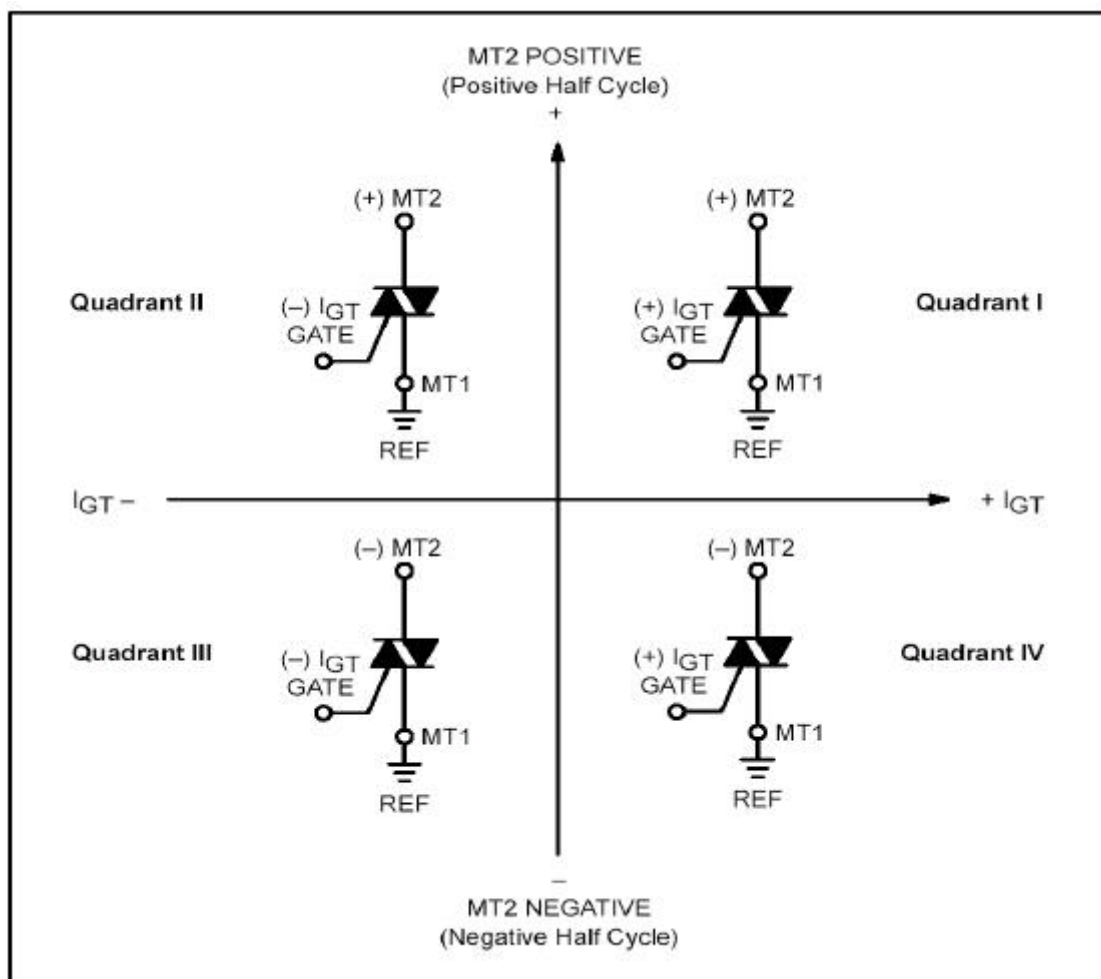 MT2 POSITIVE
(Positive Half Cycle)
+
(+) MT2
(+) MT2
Quadrant II
(–) IGT
GATE
(+) IGT
GATE
Quadrant I
MT1
MT1
REF
REF
IGT –
+ IGT
(–) MT2
(–) MT2
Quadrant III
(–) IGT
GATE
(+) IGT
GATE
Quadrant IV
MT1
MT1
REF
REF
–
MT2 NEGATIVE
(Negative Half Cycle)